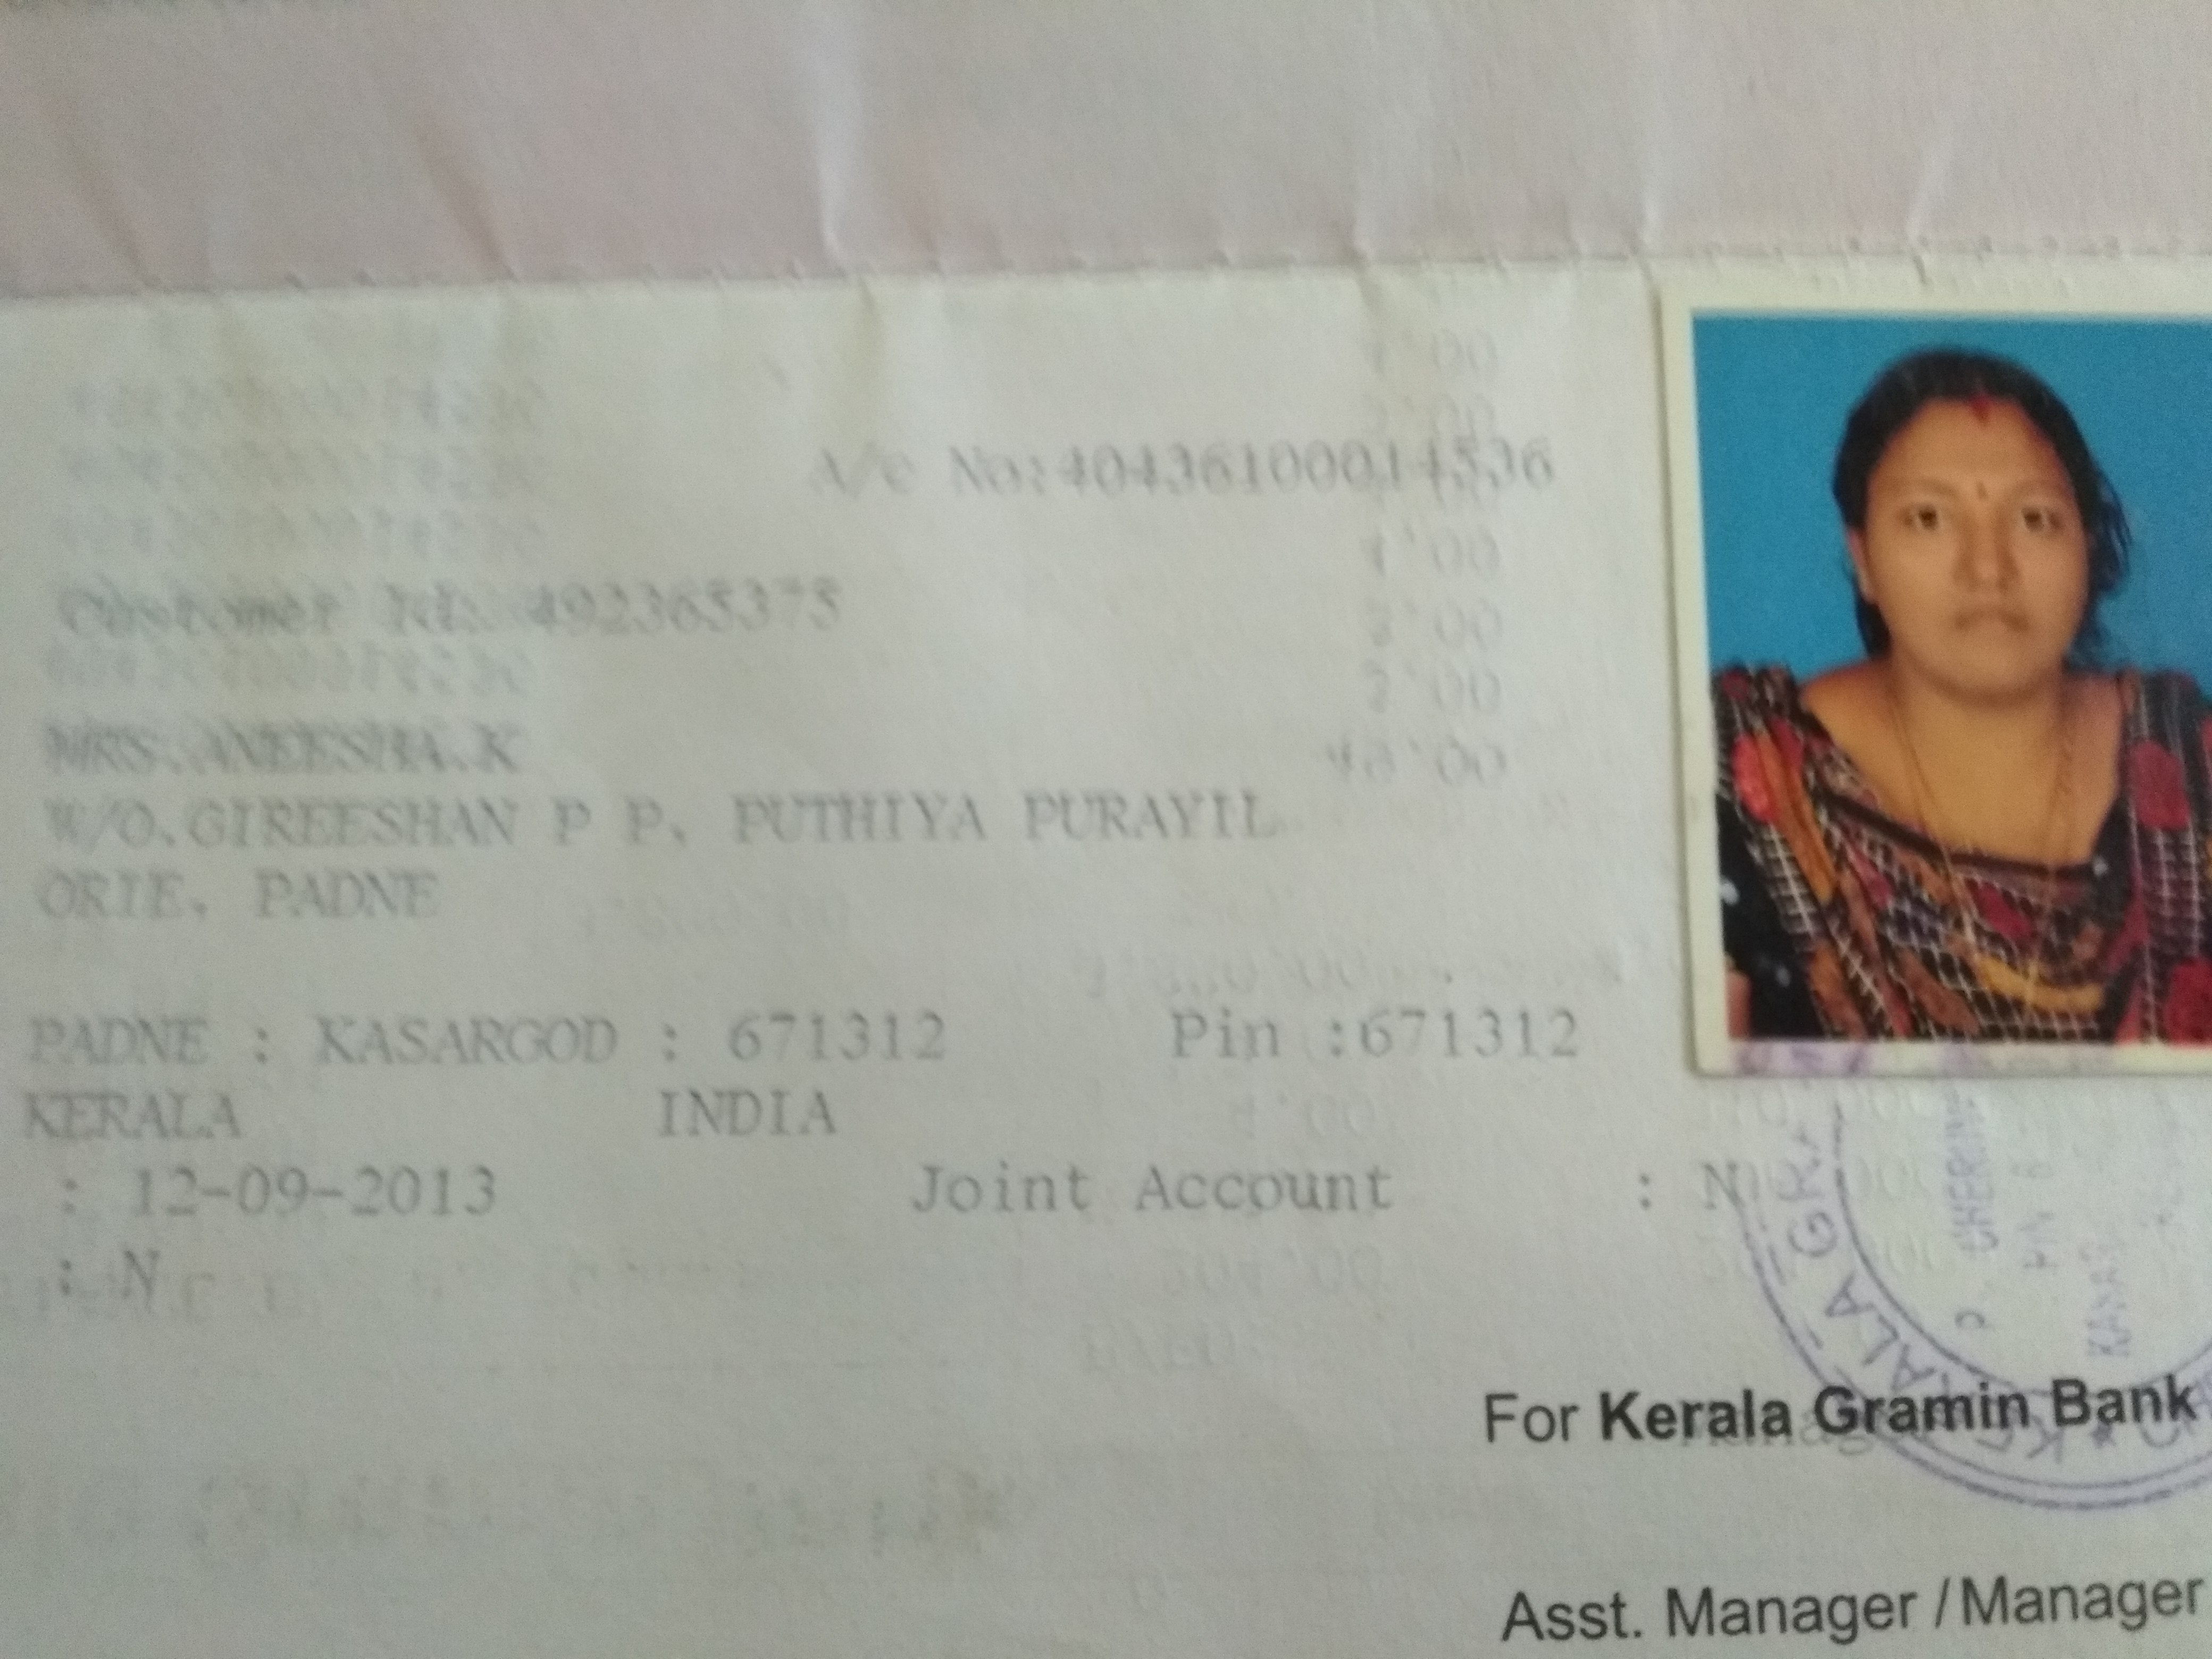 A/c No:40436100014536
Customer Id: 492365375
MRS.ANEESHA.K
W/O.GIREESHAN P P, PUTHIYA PURAYIL
ORIE, PADNE
PADNE : KASARGOD : 671312 Pin :671312
KERALA INDIA
: 12-09-2013 Joint Account : N
: N
For Kerala Gramin Bank
Asst. Manager / Manager